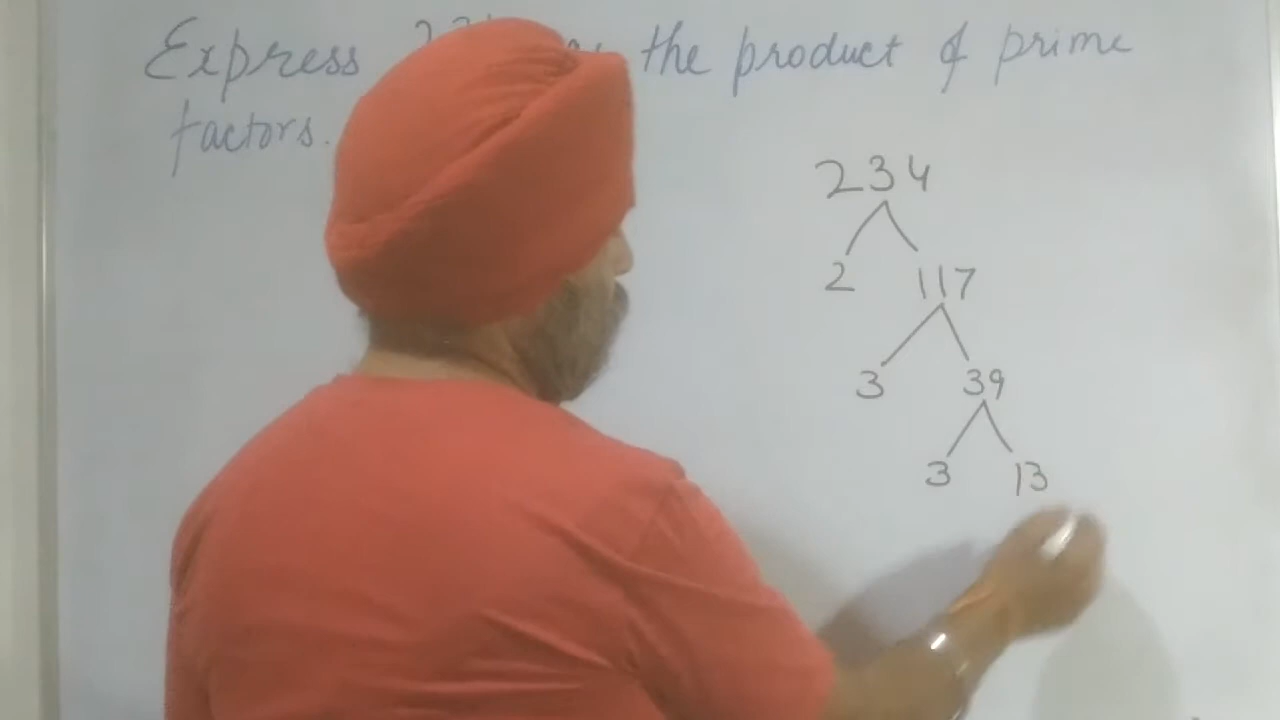 Express the product of prime
factors.
234
2 117
3 39
3 13